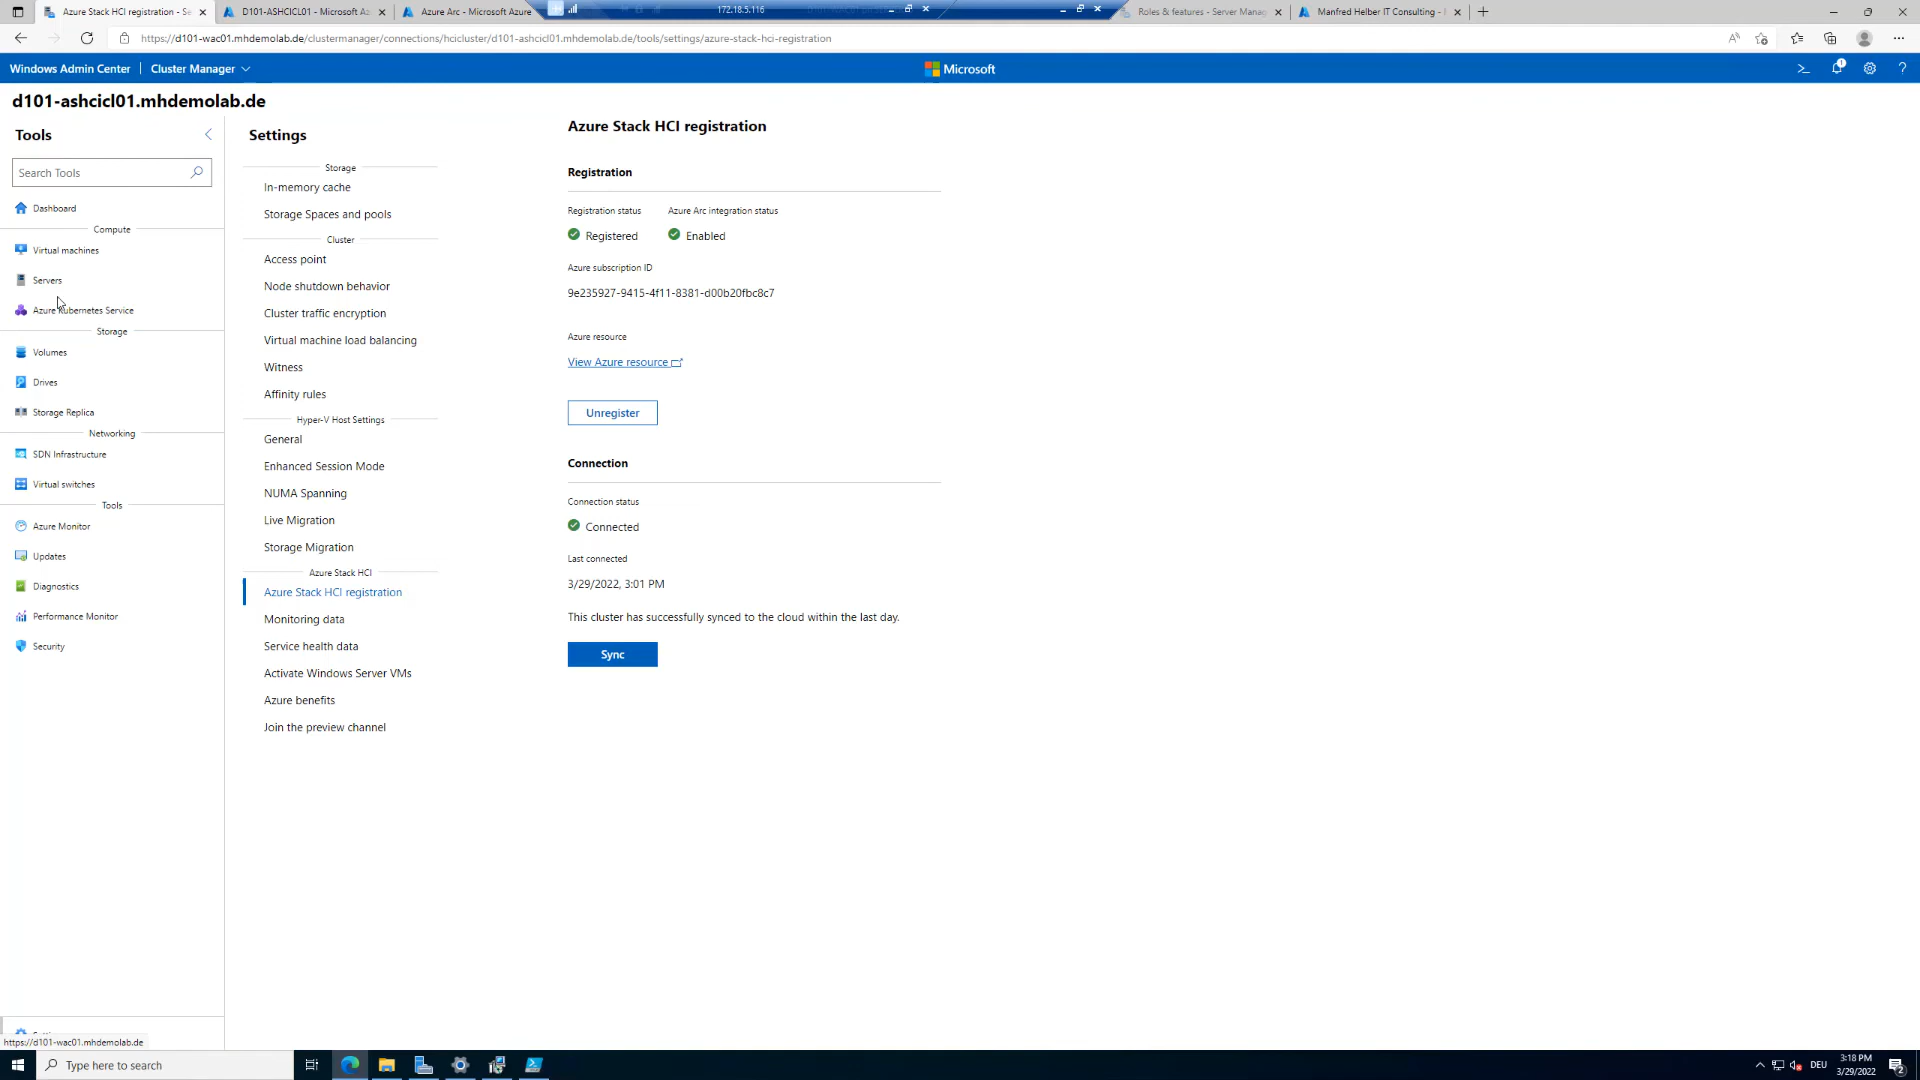 Azure Stack HCI registration - Se
D101-ASHCICL01 - Microsoft Az
Azure Arc - Microsoft Azure
172.18.5.116
Roles & features - Server Manag
Manfred Helber IT Consulting -
https://d101-wac01.mhdemolab.de/clustermanager/connections/hcicluster/d101-ashcicl01.mhdemolab.de/tools/settings/azure-stack-hci-registration
Windows Admin Center
Cluster Manager
Microsoft
d101-ashcicl01.mhdemolab.de
Tools
Search Tools
Dashboard
Compute
Virtual machines
Servers
Azure Kubernetes Service
Storage
Volumes
Drives
Storage Replica
Networking
SDN Infrastructure
Virtual switches
Tools
Azure Monitor
Updates
Diagnostics
Performance Monitor
Security
https://d101-wac01.mhdemolab.de
Settings
Storage
In-memory cache
Storage Spaces and pools
Cluster
Access point
Node shutdown behavior
Cluster traffic encryption
Virtual machine load balancing
Witness
Affinity rules
Hyper-V Host Settings
General
Enhanced Session Mode
NUMA Spanning
Live Migration
Storage Migration
Azure Stack HCI
Azure Stack HCI registration
Monitoring data
Service health data
Activate Windows Server VMs
Azure benefits
Join the preview channel
Azure Stack HCI registration
Registration
Registration status
Azure Arc integration status
Registered
Enabled
Azure subscription ID
9e235927-9415-4f11-8381-d00b20fbc8c7
Azure resource
View Azure resource
Unregister
Connection
Connection status
Connected
Last connected
3/29/2022, 3:01 PM
This cluster has successfully synced to the cloud within the last day.
Sync
Type here to search
DEU
3:18 PM
3/29/2022
2